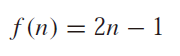 f(n) = 2n − 1